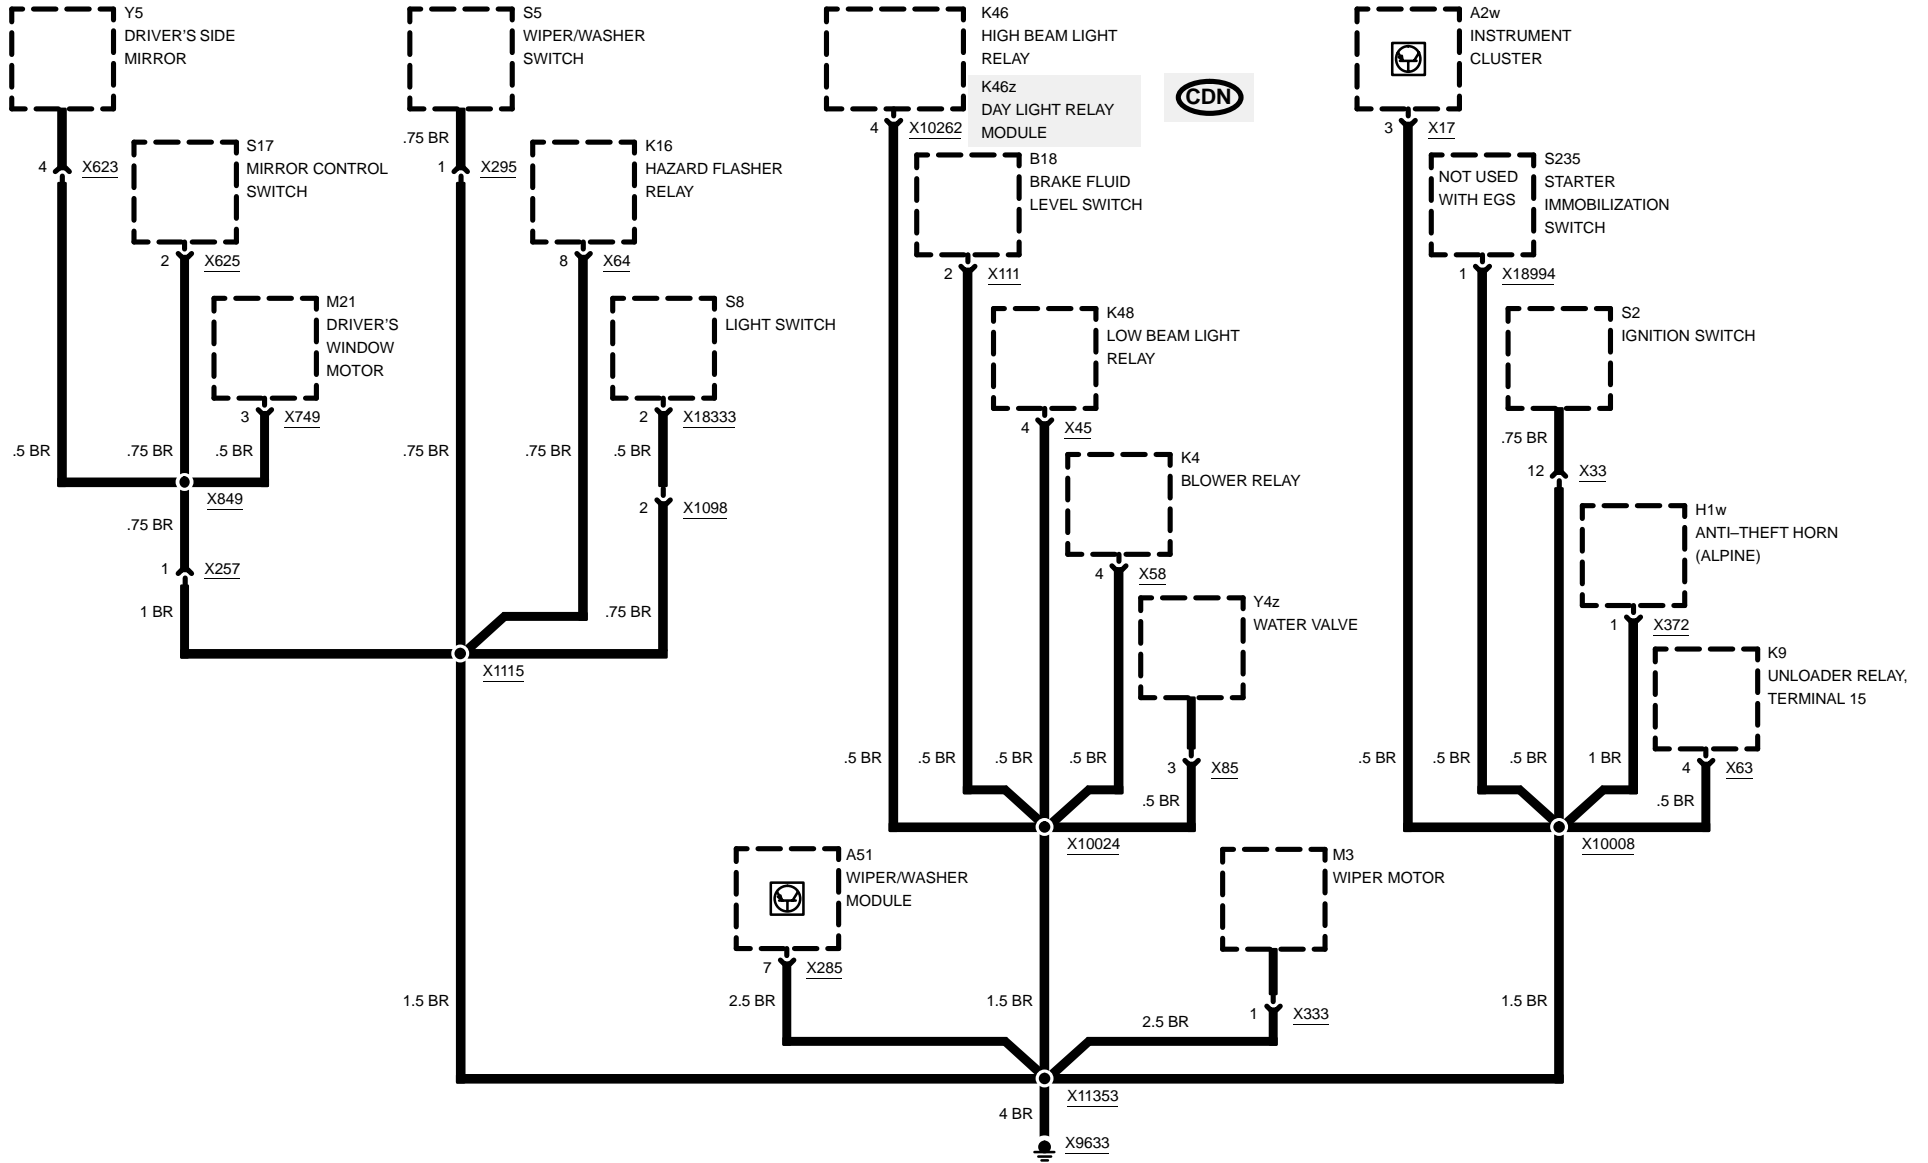 Y5
DRIVER'S SIDE
MIRROR
S5
WIPER/WASHER
SWITCH
K46
HIGH BEAM LIGHT
RELAY
K46z
DAY LIGHT RELAY
MODULE
CDN
A2w
INSTRUMENT
CLUSTER
4 X623
S17
MIRROR CONTROL
SWITCH
.75 BR
1 X295
K16
HAZARD FLASHER
RELAY
4 X10262
B18
BRAKE FLUID
LEVEL SWITCH
3 X17
NOT USED
WITH EGS
S235
STARTER
IMMOBILIZATION
SWITCH
2 X625
8 X64
2 X111
1 X18994
M21
DRIVER'S
WINDOW
MOTOR
S8
LIGHT SWITCH
K48
LOW BEAM LIGHT
RELAY
S2
IGNITION SWITCH
3 X749
2 X18333
4 X45
.75 BR
.5 BR
.75 BR
.5 BR
.75 BR
.75 BR
.5 BR
K4
BLOWER RELAY
12 X33
X849
2 X1098
H1w
ANTI–THEFT HORN
(ALPINE)
.75 BR
1 X257
4 X58
1 BR
.75 BR
Y4z
WATER VALVE
1 X372
X1115
K9
UNLOADER RELAY,
TERMINAL 15
.5 BR
.5 BR
.5 BR
.5 BR
3 X85
.5 BR
.5 BR
.5 BR
.5 BR
1 BR
4 X63
.5 BR
X10024
X10008
A51
WIPER/WASHER
MODULE
M3
WIPER MOTOR
7 X285
1.5 BR
2.5 BR
1.5 BR
2.5 BR
1 X333
1.5 BR
X11353
4 BR
X9633